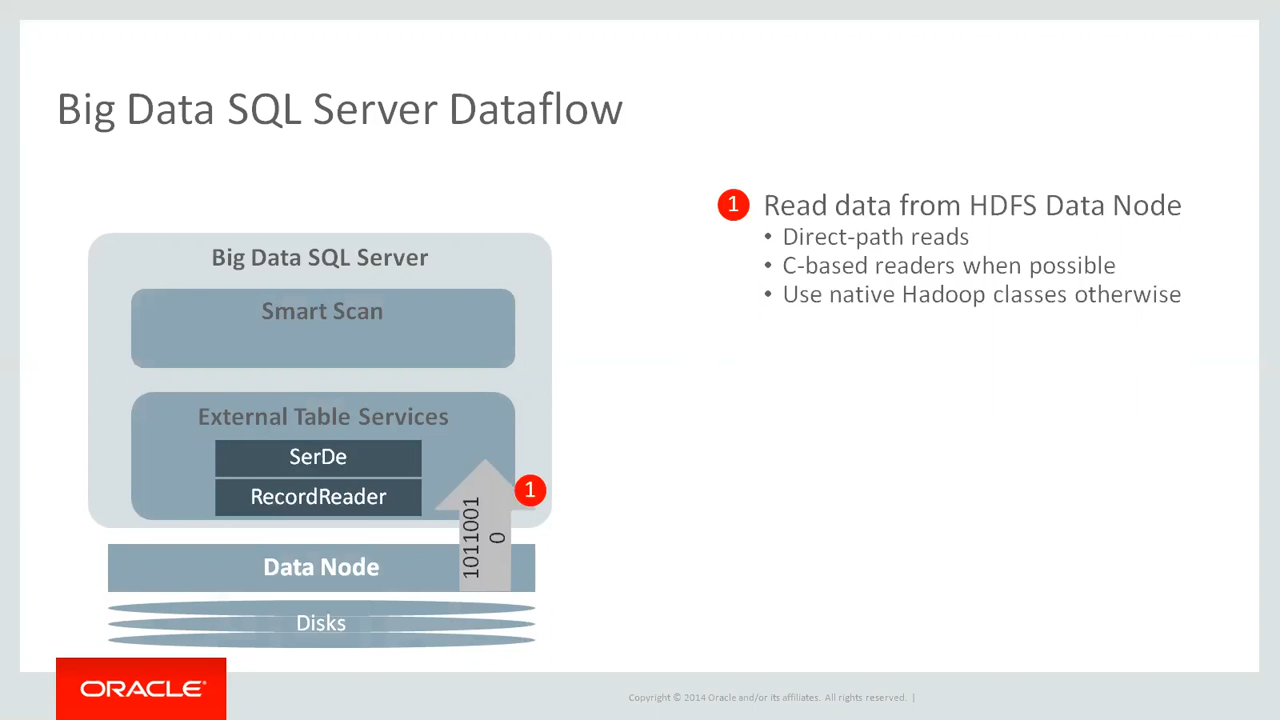 Big Data SQL Server Dataflow
1 Read data from HDFS Data Node
• Direct-path reads
• C-based readers when possible
• Use native Hadoop classes otherwise
Big Data SQL Server
Smart Scan
External Table Services
SerDe
RecordReader
1
1011001
0
Data Node
Disks
ORACLE®
Copyright © 2014 Oracle and/or its affiliates. All rights reserved. |